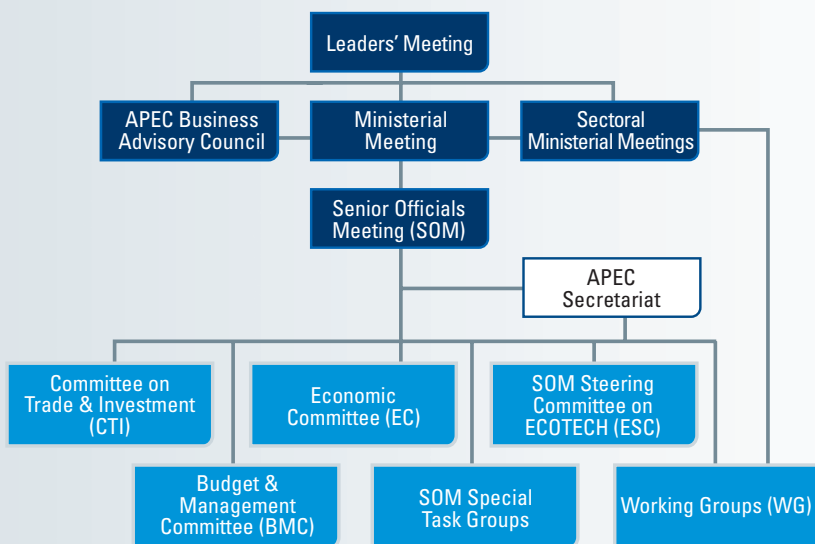 Leaders’ Meeting
APEC Business
Advisory Council
Ministerial
Meeting
Sectoral
Ministerial Meetings
Senior Officials
Meeting (SOM)
APEC
Secretariat
Committee on
Trade & Investment
(CTI)
Economic
Committee (EC)
SOM Steering
Committee on
ECOTECH (ESC)
Budget &
Management
Committee (BMC)
SOM Special
Task Groups
Working Groups (WG)